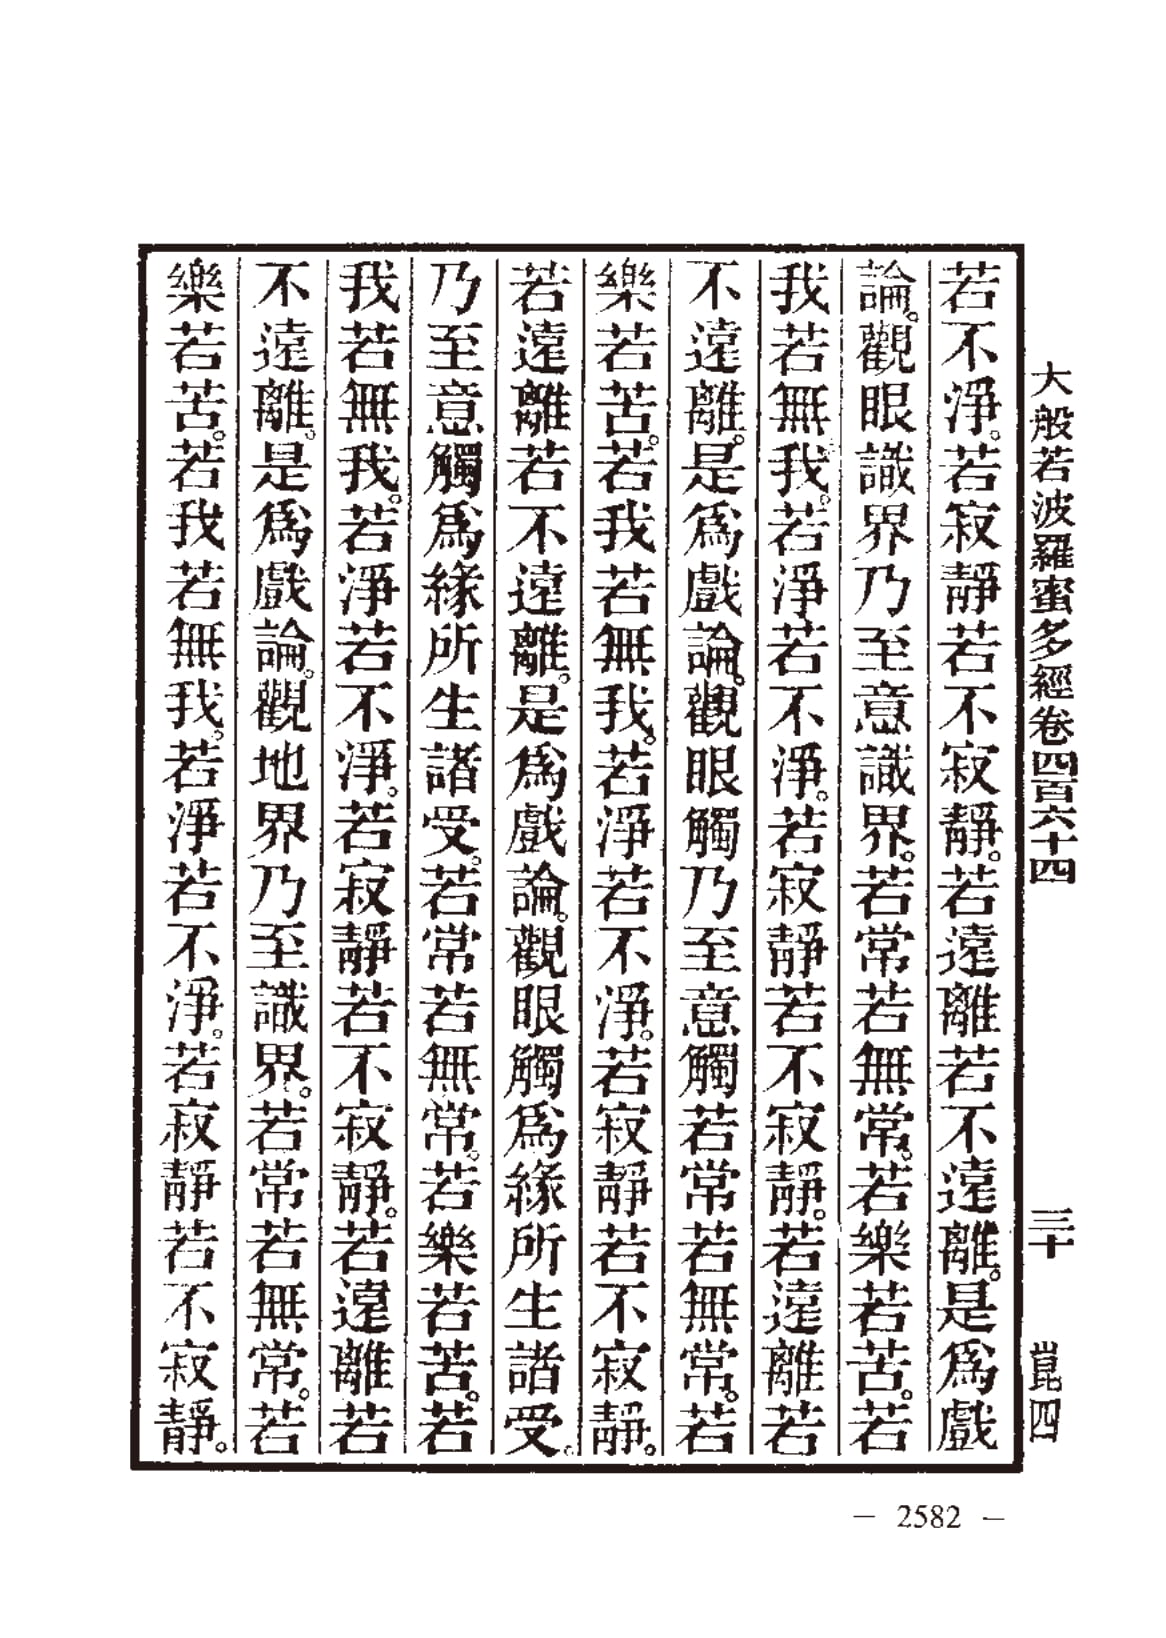 大般若波羅蜜多經卷四百六十四　三十　崑四
若不淨。若寂靜若不寂靜。若遠離若不遠離。是爲戲
論。觀眼識界乃至意識界。若常若無常。若樂若苦。若
我若無我。若淨若不淨。若寂靜若不寂靜。若遠離若
不遠離。是爲戲論。觀眼觸乃至意觸若常若無常。若
樂若苦。若我若無我。若淨若不淨。若寂靜若不寂靜。
若遠離若不遠離。是爲戲論。觀眼觸爲緣所生諸受。
乃至意觸爲緣所生諸受。若常若無常。若樂若苦。若
我若無我。若淨若不淨。若寂靜若不寂靜。若遠離若
不遠離。是爲戲論。觀地界乃至識界。若常若無常。若
樂若苦。若我若無我。若淨若不淨。若寂靜若不寂靜。
— 2582 —